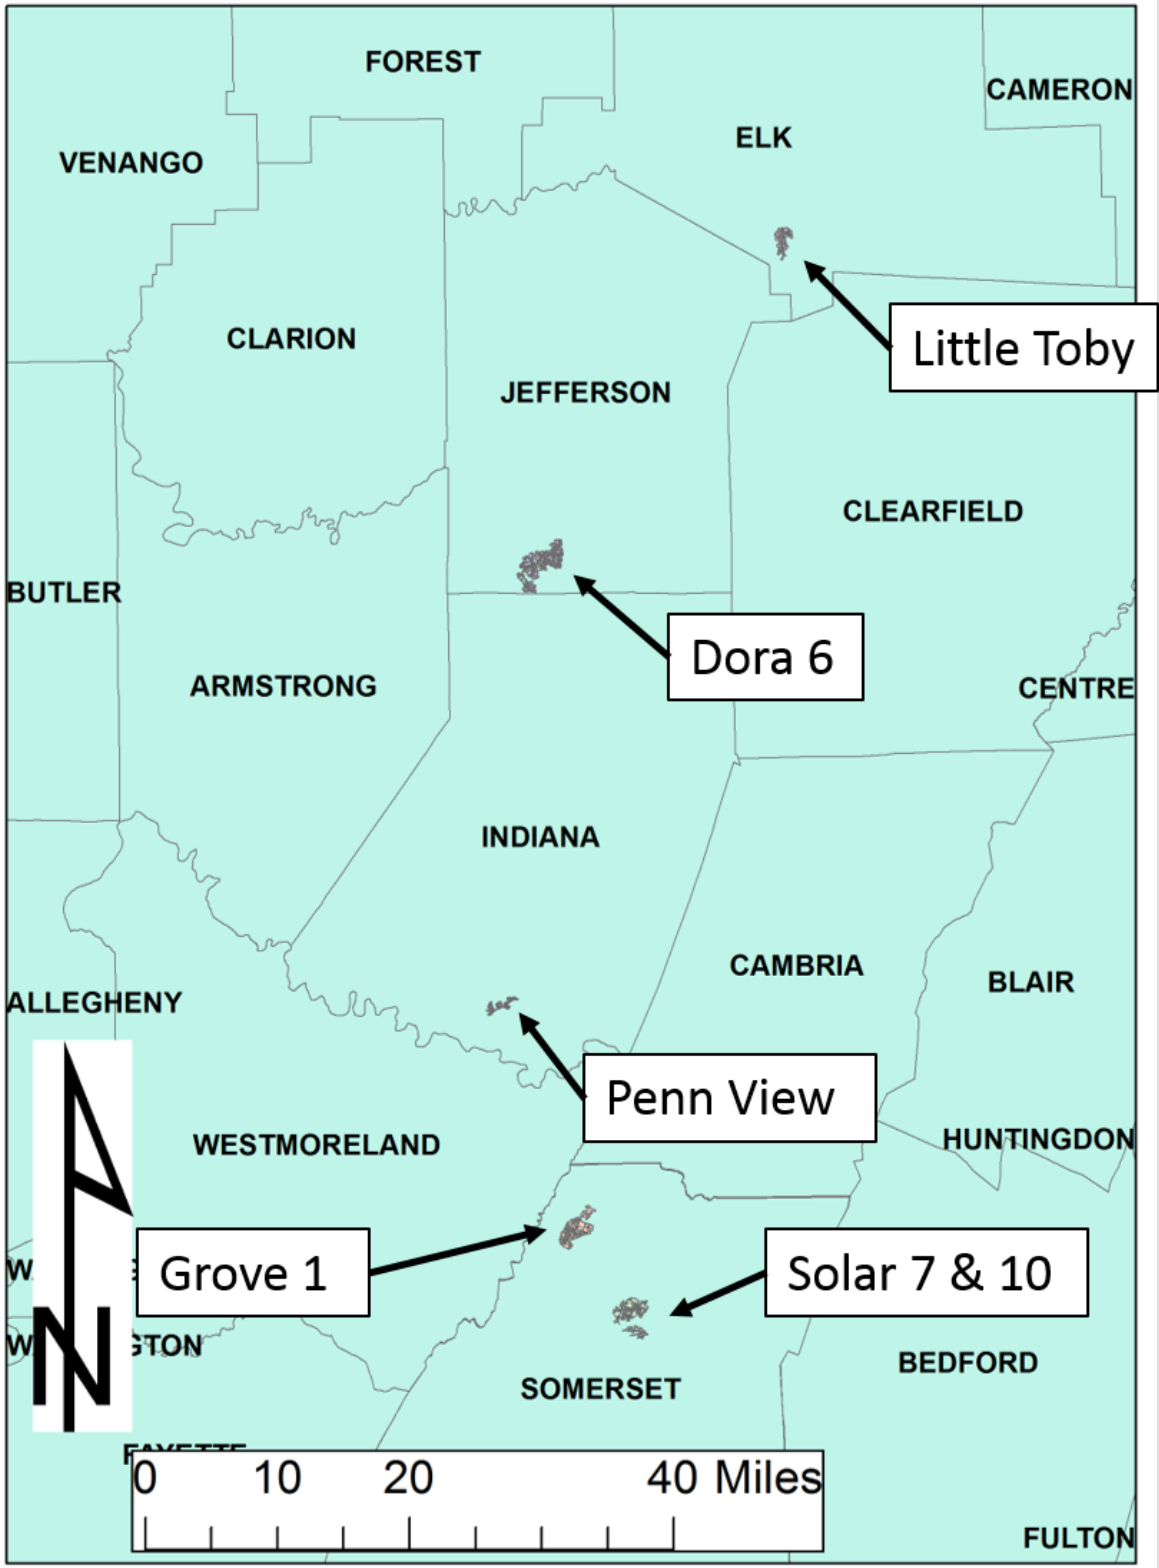 FOREST
CAMERON
ELK
VENANGO
CLARION
Little Toby
JEFFERSON
CLEARFIELD
BUTLER
Dora 6
ARMSTRONG
CENTRE
INDIANA
CAMBRIA
BLAIR
ALLEGHENY
Penn View
WESTMORELAND
HUNTINGDON
Grove 1
Solar 7 & 10
N
BEDFORD
SOMERSET
FAYETTE
0 10 20 40 Miles
FULTON